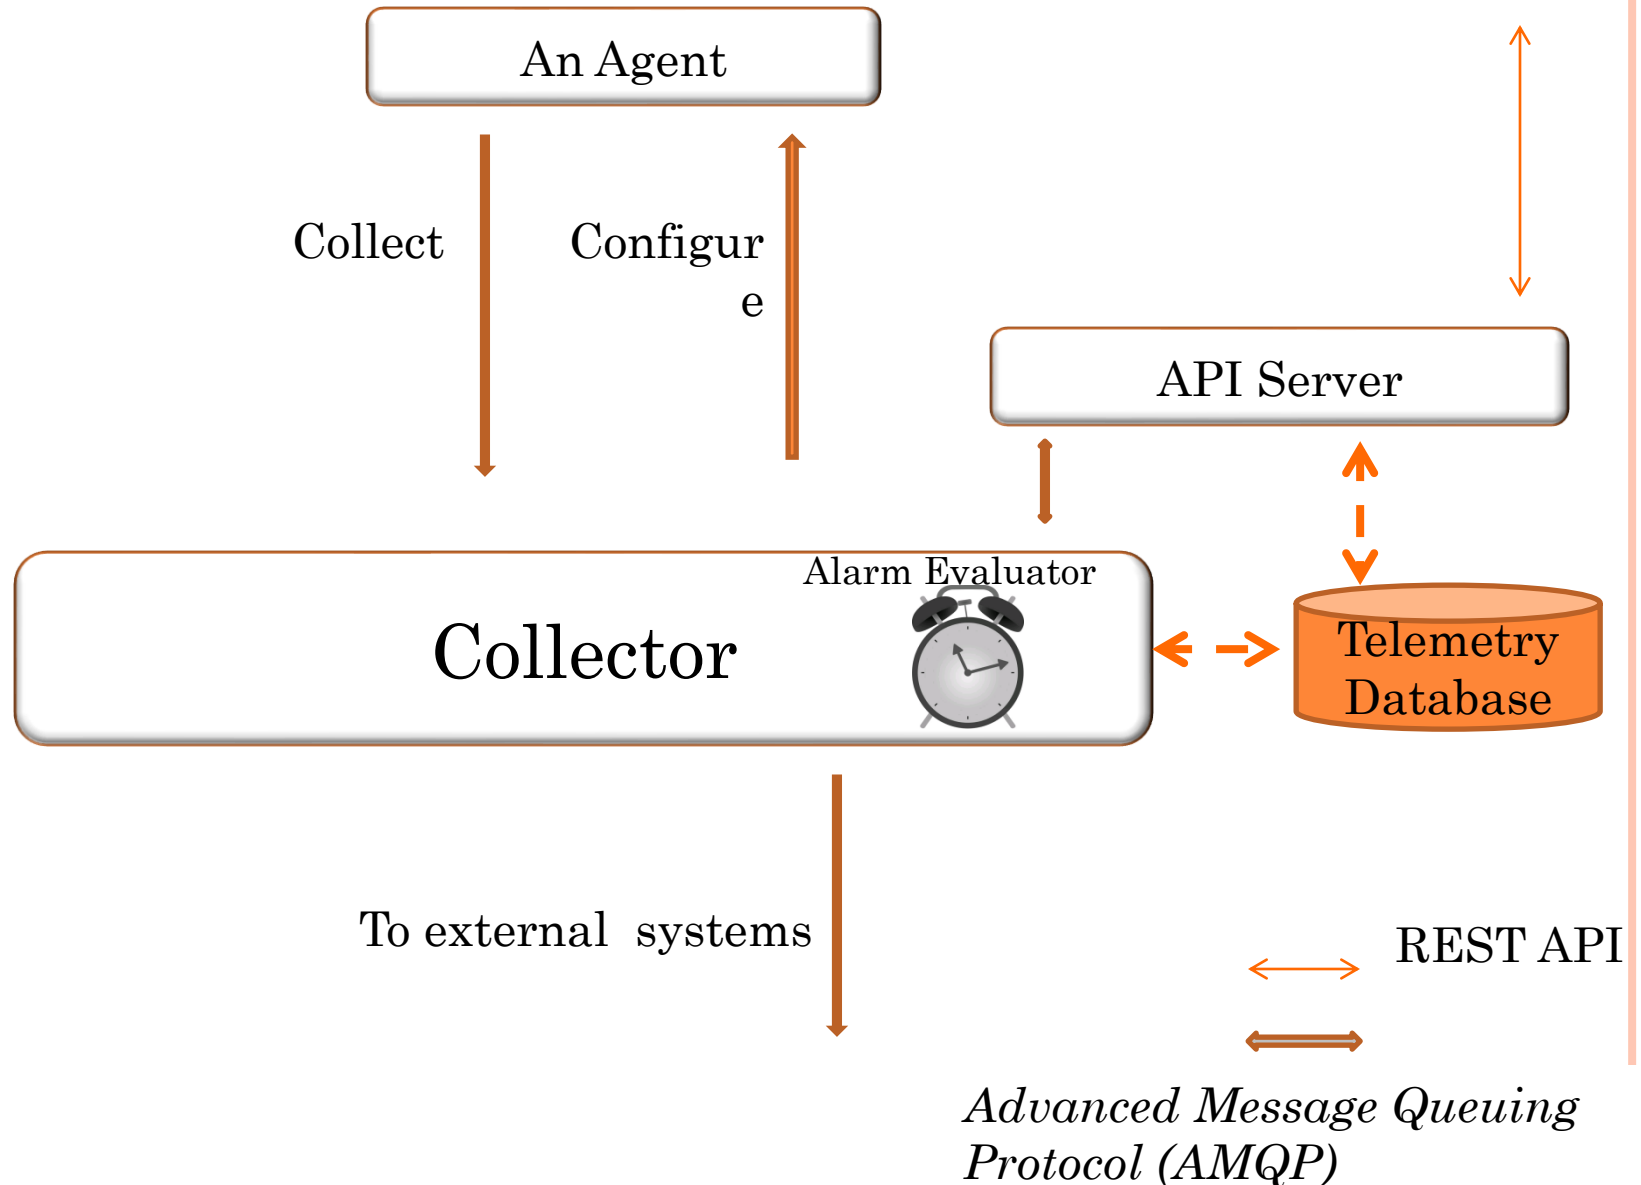 An Agent
Collect
Configur
e
API Server
Alarm Evaluator
Collector
Telemetry
Database
To external systems
REST API
Advanced Message Queuing
Protocol (AMQP)